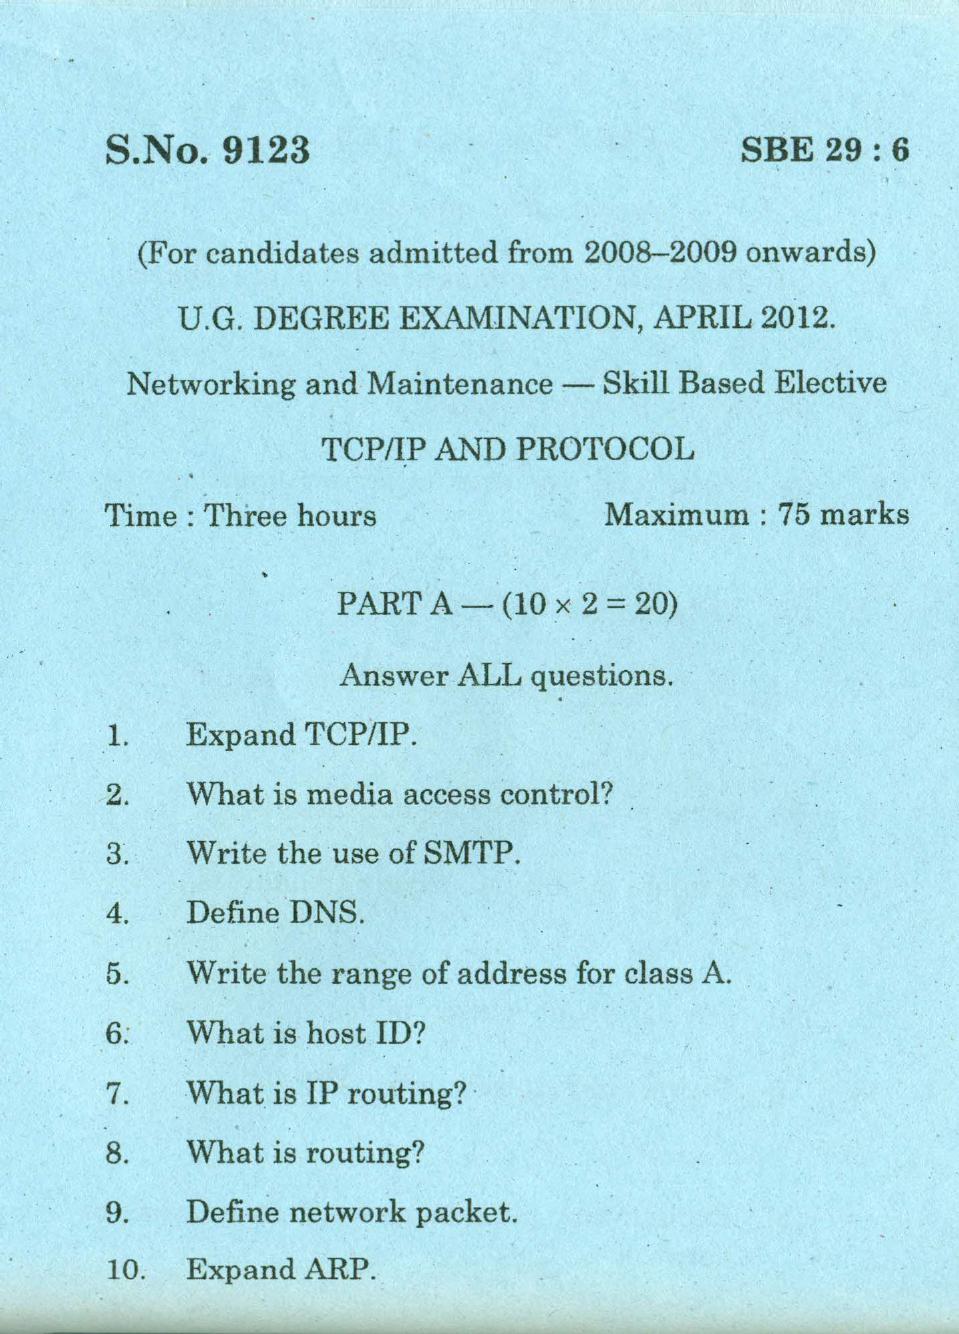 S.No. 9123 SBE 29 : 6
(For candidates admitted from 2008–2009 onwards)
U.G. DEGREE EXAMINATION, APRIL 2012.
Networking and Maintenance — Skill Based Elective
TCP/IP AND PROTOCOL
Time : Three hours Maximum : 75 marks
PART A — (10 × 2 = 20)
Answer ALL questions.
1. Expand TCP/IP.
2. What is media access control?
3. Write the use of SMTP.
4. Define DNS.
5. Write the range of address for class A.
6. What is host ID?
7. What is IP routing?
8. What is routing?
9. Define network packet.
10. Expand ARP.